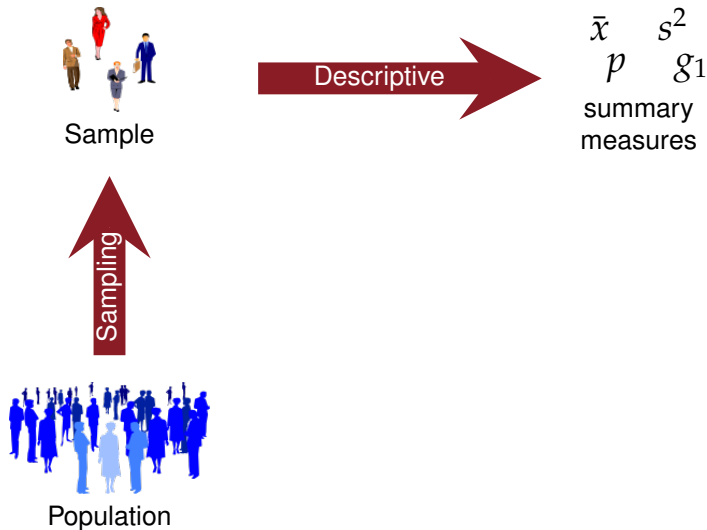 x̄ s²
Descriptive
p g₁
summary
Sample
measures
Sampling
Population